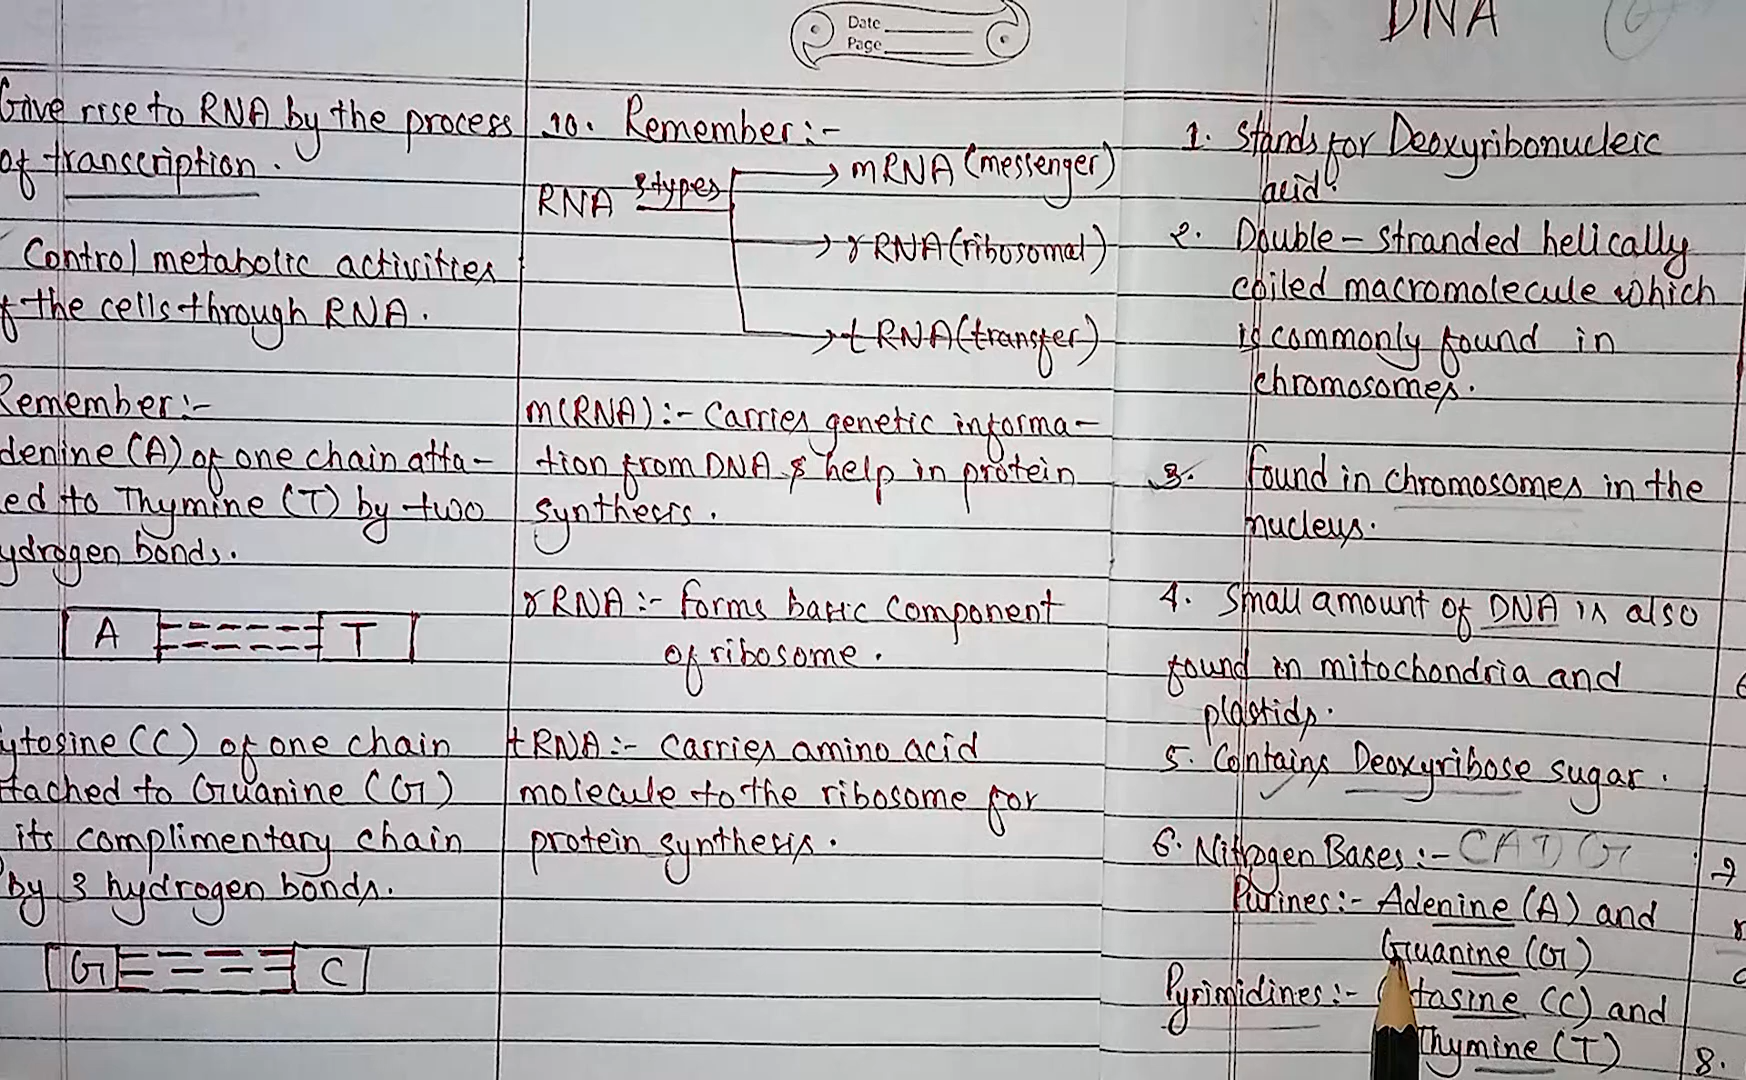 Date
Page
DNA
Give rise to RNA by the process
of transcription.
Control metabolic activities
the cells through RNA.
Remember:-
denine (A) of one chain atta-
ed to Thymine (T) by two
ydrogen bonds.
A T
ytosine (C) of one chain
tached to Guanine (G)
its complimentary chain
by 3 hydrogen bonds.
G C
10. Remember:-
RNA 3 types → mRNA (messenger)
→ rRNA (ribosomal)
→ tRNA (transfer)
m(RNA) :- Carries genetic informa-
tion from DNA & help in protein
synthesis.
rRNA :- forms basic component
of ribosome.
tRNA :- carries amino acid
molecule to the ribosome for
protein synthesis.
1. Stands for Deoxyribonucleic
acid.
2. Double-stranded helically
coiled macromolecule which
is commonly found in
chromosomes.
3. found in chromosomes in the
nucleus.
4. Small amount of DNA is also
found in mitochondria and
plastids.
5. Contains Deoxyribose sugar.
6. Nitrogen Bases :- CATG
Purines :- Adenine (A) and
Guanine (G)
Pyrimidines :- tosine (C) and
Thymine (T)
7
8.